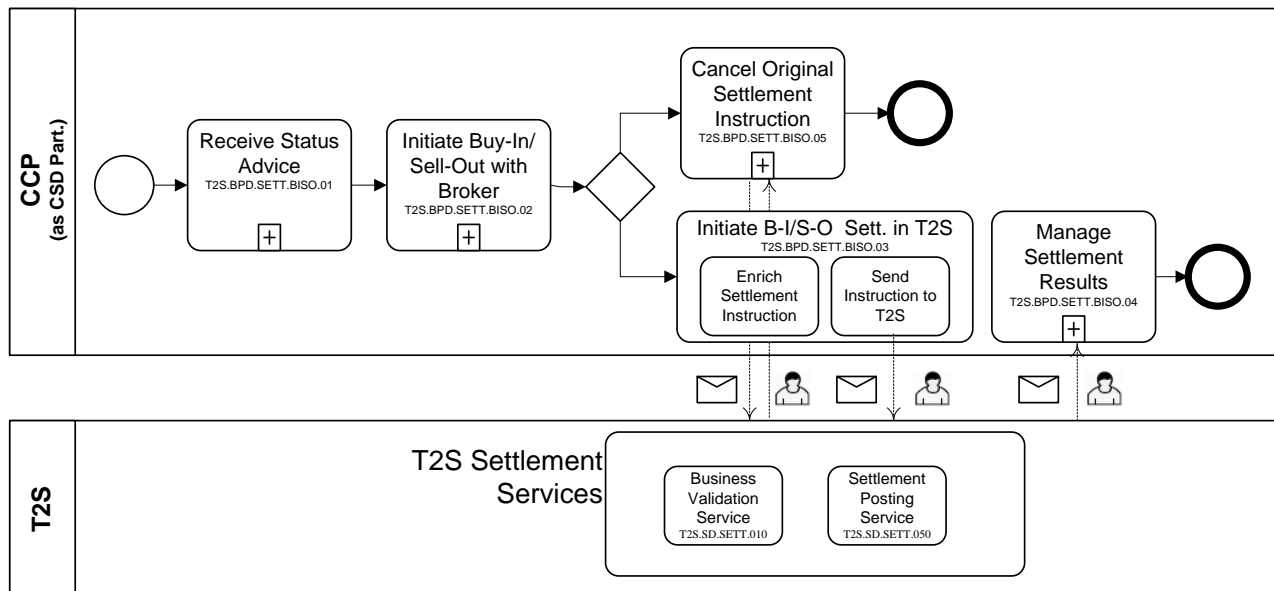 CCP
(as CSD Part.)
Receive Status
Advice
T2S.BPD.SETT.BISO.01
Initiate Buy-In/
Sell-Out with
Broker
T2S.BPD.SETT.BISO.02
Cancel Original
Settlement
Instruction
T2S.BPD.SETT.BISO.05
Initiate B-I/S-O Sett. in T2S
T2S.BPD.SETT.BISO.03
Enrich
Settlement
Instruction
Send
Instruction to
T2S
Manage
Settlement
Results
T2S.BPD.SETT.BISO.04
T2S
T2S Settlement
Services
Business
Validation
Service
T2S.SD.SETT.010
Settlement
Posting
Service
T2S.SD.SETT.050